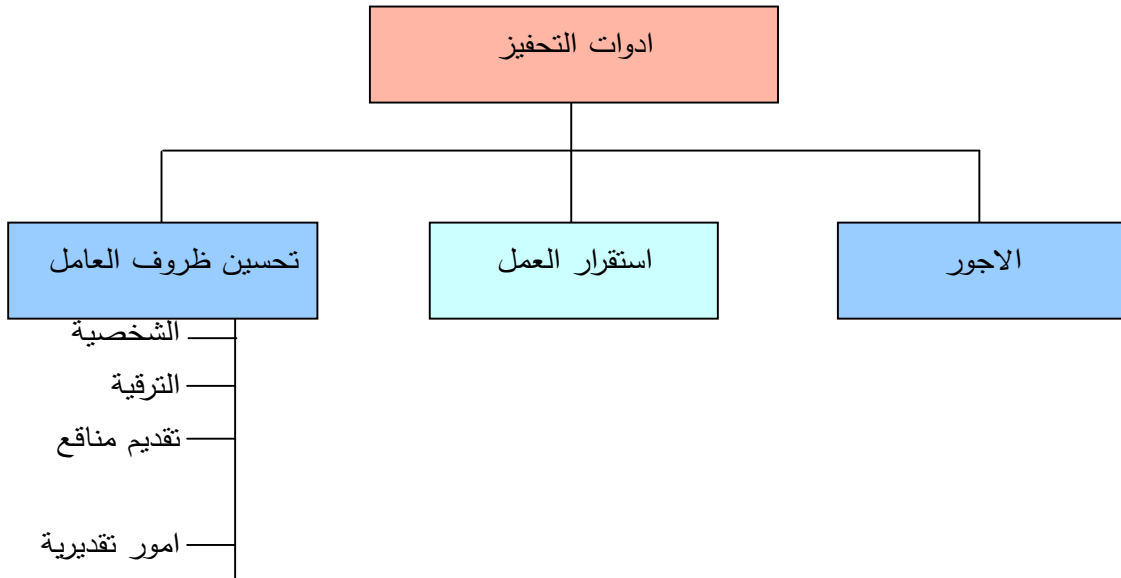 ادوات التحفيز
الاجور
استقرار العمل
تحسين ظروف العامل
الشخصية
الترقية
تقديم مناقع
امور تقديرية